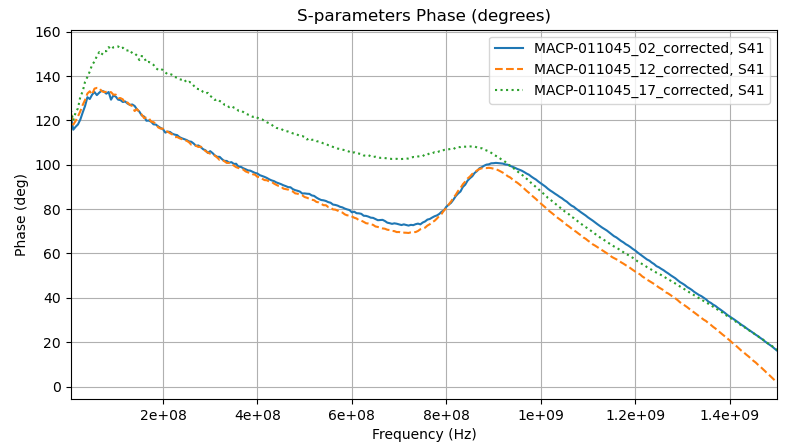 S-parameters Phase (degrees)
MACP-011045_02_corrected, S41
MACP-011045_12_corrected, S41
MACP-011045_17_corrected, S41
Phase (deg)
160
140
120
100
80
60
40
20
0
2e+08 4e+08 6e+08 8e+08 1e+09 1.2e+09 1.4e+09
Frequency (Hz)